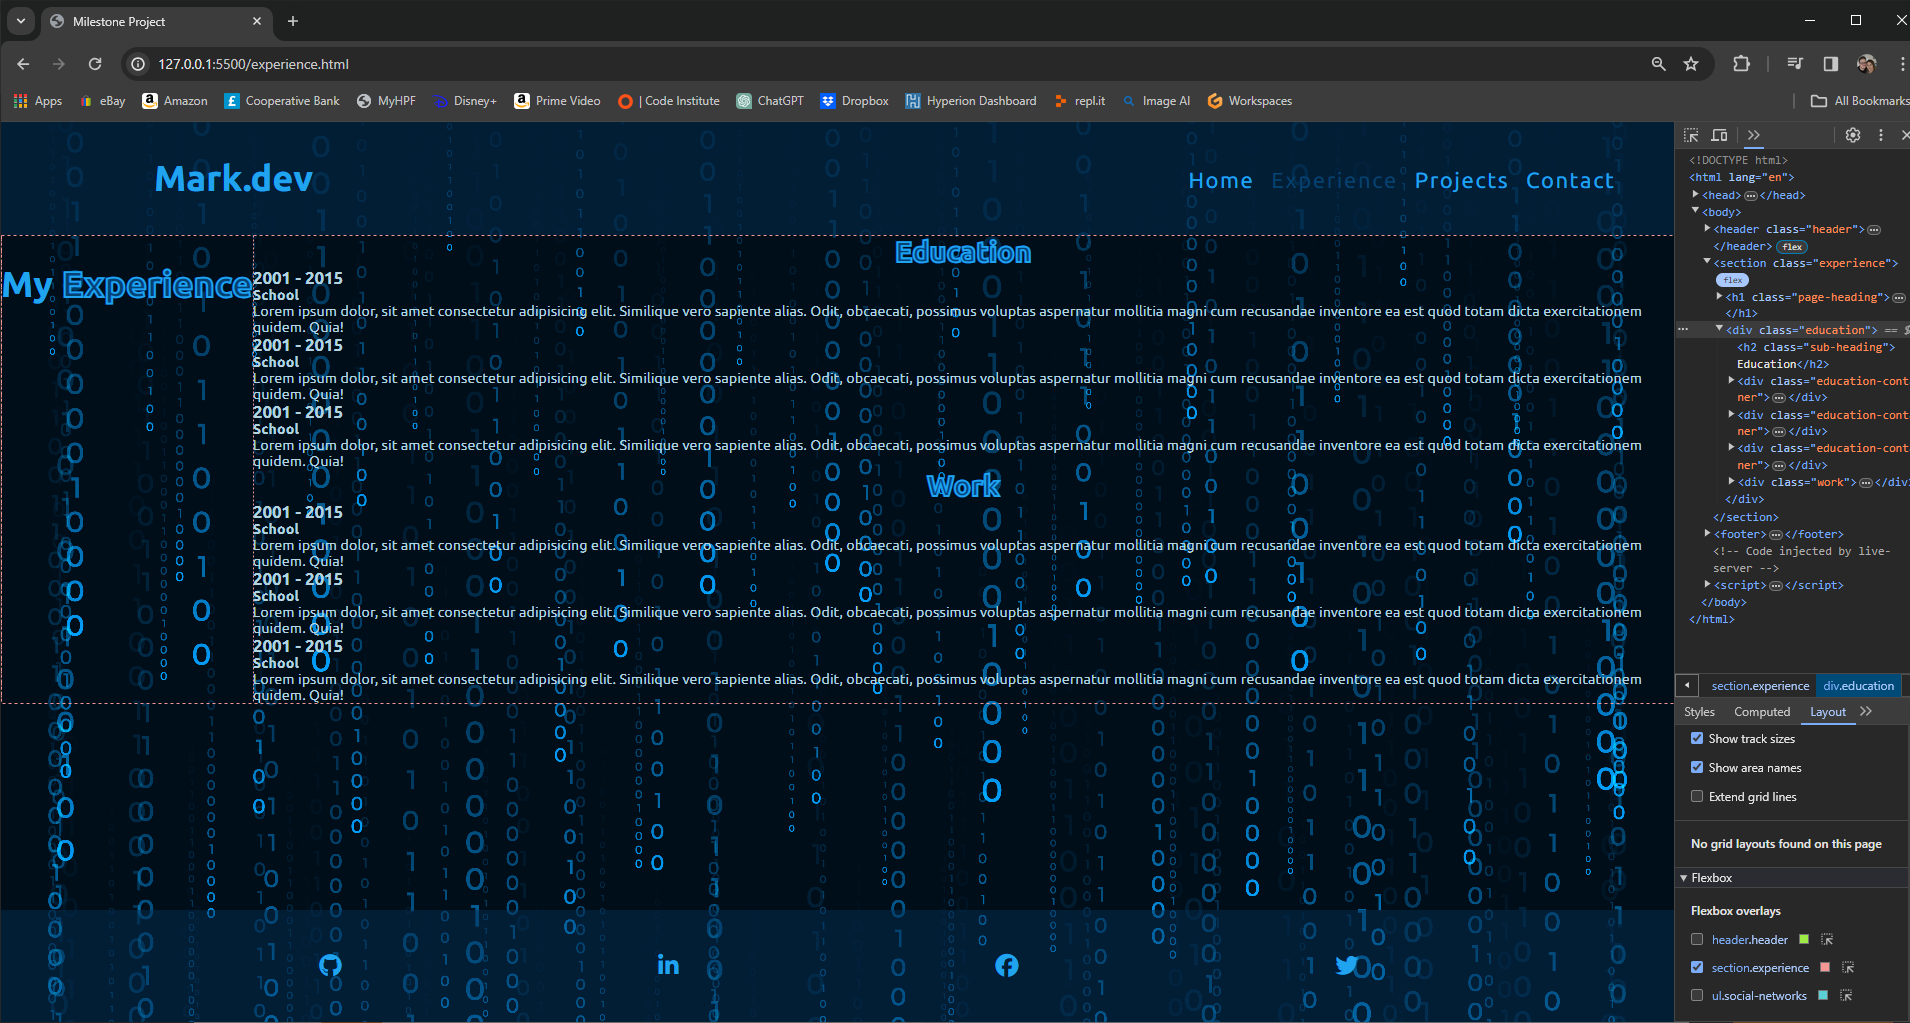 Milestone Project
127.0.0.1:5500/experience.html
Apps eBay Amazon Cooperative Bank MyHPF Disney+ Prime Video | Code Institute ChatGPT Dropbox Hyperion Dashboard repl.it Image AI Workspaces All Bookmarks
Mark.dev
Home Experience Projects Contact
My Experience
Education
2001 - 2015
School
Lorem ipsum dolor, sit amet consectetur adipisicing elit. Similique vero sapiente alias. Odit, obcaecati, possimus voluptas aspernatur mollitia magni cum recusandae inventore ea est quod totam dicta exercitationem
quidem. Quia!
2001 - 2015
School
Lorem ipsum dolor, sit amet consectetur adipisicing elit. Similique vero sapiente alias. Odit, obcaecati, possimus voluptas aspernatur mollitia magni cum recusandae inventore ea est quod totam dicta exercitationem
quidem. Quia!
2001 - 2015
School
Lorem ipsum dolor, sit amet consectetur adipisicing elit. Similique vero sapiente alias. Odit, obcaecati, possimus voluptas aspernatur mollitia magni cum recusandae inventore ea est quod totam dicta exercitationem
quidem. Quia!
Work
2001 - 2015
School
Lorem ipsum dolor, sit amet consectetur adipisicing elit. Similique vero sapiente alias. Odit, obcaecati, possimus voluptas aspernatur mollitia magni cum recusandae inventore ea est quod totam dicta exercitationem
quidem. Quia!
2001 - 2015
School
Lorem ipsum dolor, sit amet consectetur adipisicing elit. Similique vero sapiente alias. Odit, obcaecati, possimus voluptas aspernatur mollitia magni cum recusandae inventore ea est quod totam dicta exercitationem
quidem. Quia!
2001 - 2015
School
Lorem ipsum dolor, sit amet consectetur adipisicing elit. Similique vero sapiente alias. Odit, obcaecati, possimus voluptas aspernatur mollitia magni cum recusandae inventore ea est quod totam dicta exercitationem
quidem. Quia!
<!DOCTYPE html>
<html lang="en">
<head>…</head>
<body>
<header class="header">…
</header> flex
<section class="experience">
flex
<h1 class="page-heading">…
</h1>
<div class="education"> == $
<h2 class="sub-heading">
Education</h2>
<div class="education-cont
ner">…</div>
<div class="education-cont
ner">…</div>
<div class="education-cont
ner">…</div>
<div class="work">…</div>
</div>
</section>
<footer>…</footer>
<!-- Code injected by live-
server -->
<script>…</script>
</body>
</html>
section.experience div.education
Styles Computed Layout
Show track sizes
Show area names
Extend grid lines
No grid layouts found on this page
Flexbox
Flexbox overlays
header.header
section.experience
ul.social-networks